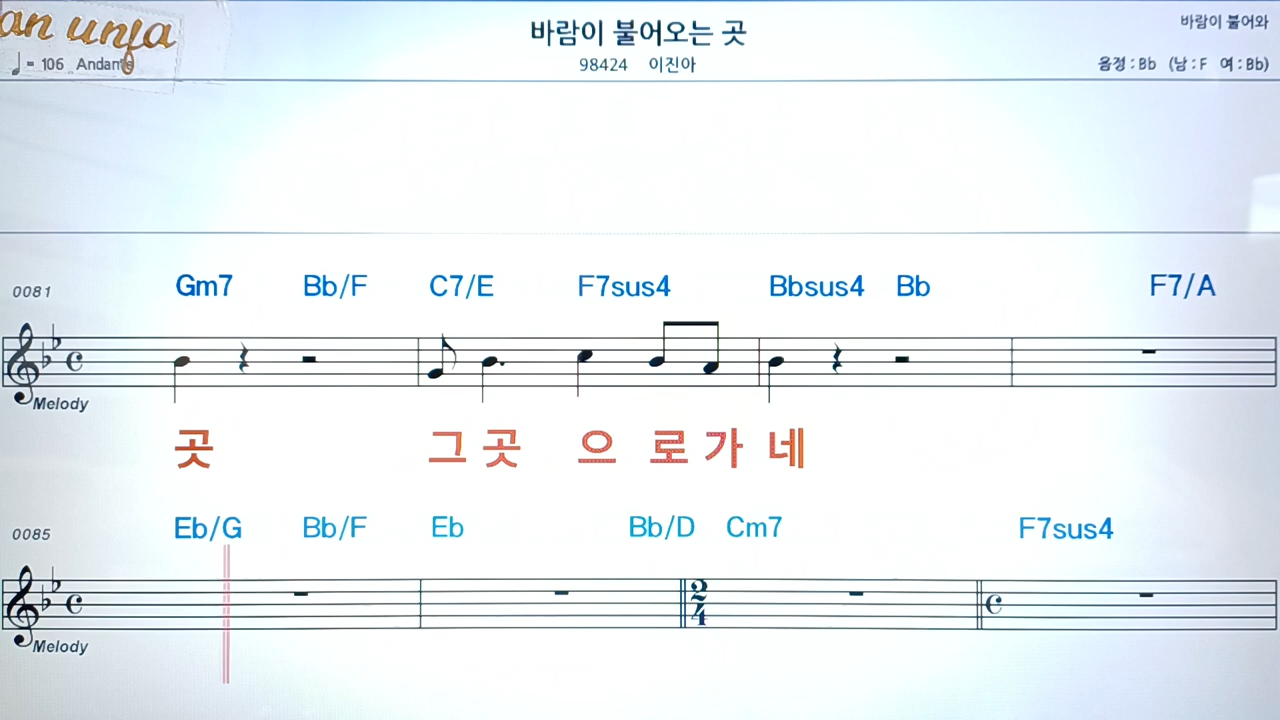 an unja
바람이 불어오는 곳
바람이 불어와
♩= 106 Andante
98424 이진아
음정 : Bb (남 : F 여 : Bb)
0081 Gm7 Bb/F C7/E F7sus4 Bbsus4 Bb F7/A
Melody
곳 그 곳 으 로 가 네
0085 Eb/G Bb/F Eb Bb/D Cm7 F7sus4
2/4
Melody